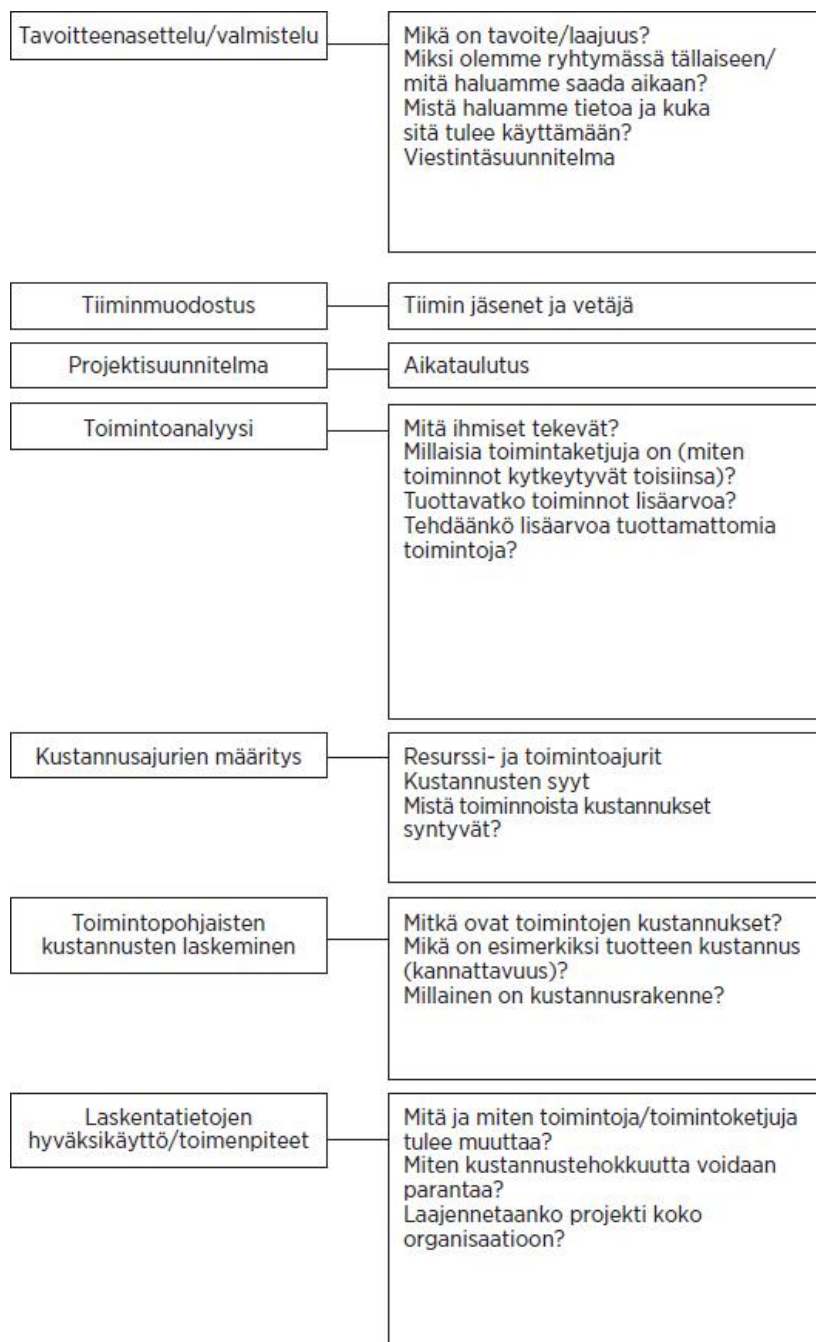 Tavoitteenasettelu/valmistelu
Mikä on tavoite/laajuus?
Miksi olemme ryhtymässä tällaiseen/
mitä haluamme saada aikaan?
Mistä haluamme tietoa ja kuka
sitä tulee käyttämään?
Viestintäsuunnitelma
Tiiminmuodostus
Tiimin jäsenet ja vetäjä
Projektisuunnitelma
Aikataulutus
Toimintoanalyysi
Mitä ihmiset tekevät?
Millaisia toimintaketjuja on (miten
toiminnot kytkeytyvät toisiinsa)?
Tuottavatko toiminnot lisäarvoa?
Tehdäänkö lisäarvoa tuottamattomia
toimintoja?
Kustannusajurien määritys
Resurssi- ja toimintoajurit
Kustannusten syyt
Mistä toiminnoista kustannukset
syntyvät?
Toimintopohjaisten
kustannusten laskeminen
Mitkä ovat toimintojen kustannukset?
Mikä on esimerkiksi tuotteen kustannus
(kannattavuus)?
Millainen on kustannusrakenne?
Laskentatietojen
hyväksikäyttö/toimenpiteet
Mitä ja miten toimintoja/toimintoketjuja
tulee muuttaa?
Miten kustannustehokkuutta voidaan
parantaa?
Laajennetaanko projekti koko
organisaatioon?